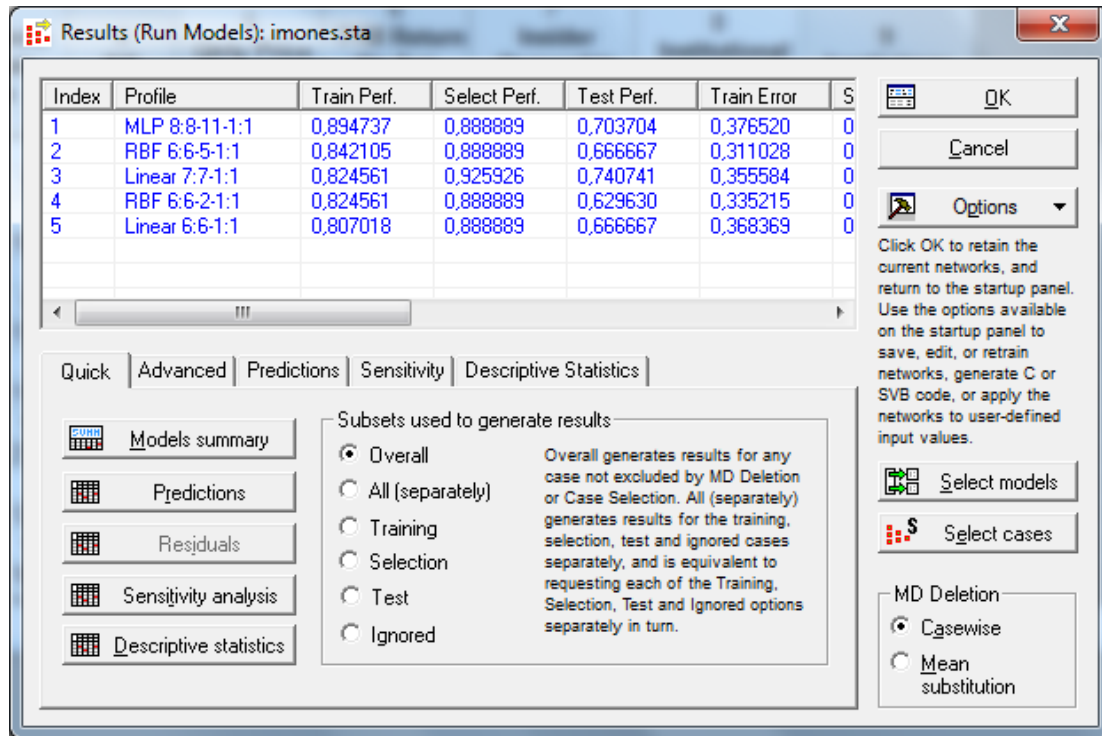 Results (Run Models): imones.sta
Index Profile Train Perf. Select Perf. Test Perf. Train Error S
1 MLP 8:8-11-1:1 0,894737 0,888889 0,703704 0,376520 0
2 RBF 6:6-5-1:1 0,842105 0,888889 0,666667 0,311028 0
3 Linear 7:7-1:1 0,824561 0,925926 0,740741 0,355584 0
4 RBF 6:6-2-1:1 0,824561 0,888889 0,629630 0,335215 0
5 Linear 6:6-1:1 0,807018 0,888889 0,666667 0,368369 0
OK
Cancel
Options
Click OK to retain the
current networks, and
return to the startup panel.
Use the options available
on the startup panel to
save, edit, or retrain
networks, generate C or
SVB code, or apply the
networks to user-defined
input values.
Select models
Select cases
MD Deletion
Casewise
Mean
substitution
Quick Advanced Predictions Sensitivity Descriptive Statistics
Models summary
Predictions
Residuals
Sensitivity analysis
Descriptive statistics
Subsets used to generate results
Overall
All (separately)
Training
Selection
Test
Ignored
Overall generates results for any
case not excluded by MD Deletion
or Case Selection. All (separately)
generates results for the training,
selection, test and ignored cases
separately, and is equivalent to
requesting each of the Training,
Selection, Test and Ignored options
separately in turn.